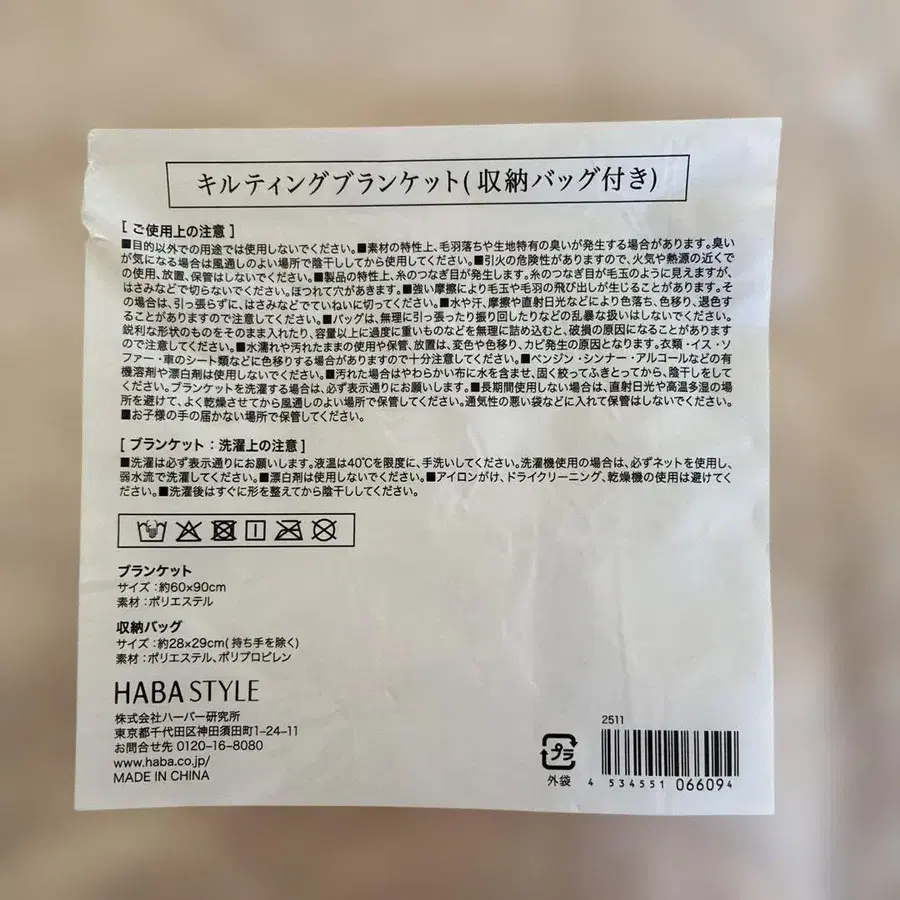 キルティングブランケット(収納バッグ付き)
[ ご使用上の注意 ]
■目的以外での用途では使用しないでください。■素材の特性上、毛羽落ちや生地特有の臭いが発生する場合があります。臭い
が気になる場合は風通しのよい場所で陰干ししてから使用してください。■引火の危険性がありますので、火気や熱源の近くで
の使用、放置、保管はしないでください。■製品の特性上、糸のつなぎ目が発生します。糸のつなぎ目が毛玉のように見えますが、
はさみなどで切らないでください。ほつれて穴があきます。■強い摩擦により毛玉や毛羽の飛び出しが生じることがあります。そ
の場合は、引っ張らずに、はさみなどでていねいに切ってください。■水や汗、摩擦や直射日光などにより色落ち、色移り、退色す
ることがありますので注意してください。■バッグは、無理に引っ張ったり振り回したりなどの乱暴な扱いはしないでください。
鋭利な形状のものをそのまま入れたり、容量以上に過度に重いものなどを無理に詰め込むと、破損の原因になることがあります
ので注意してください。■水濡れや汚れたままの使用や保管、放置は、変色や色移り、カビ発生の原因となります。衣類・イス・ソ
ファー・車のシート類などに色移りする場合がありますので十分注意してください。■ベンジン・シンナー・アルコールなどの有
機溶剤や漂白剤は使用しないでください。■汚れた場合はやわらかい布に水を含ませ、固く絞ってふきとってから、陰干しをして
ください。ブランケットを洗濯する場合は、必ず表示通りにお願いします。■長期間使用しない場合は、直射日光や高温多湿の場
所を避けて、よく乾燥させてから風通しのよい場所で保管してください。通気性の悪い袋などに入れて保管はしないでください。
■お子様の手の届かない場所で保管してください。
[ ブランケット：洗濯上の注意 ]
■洗濯は必ず表示通りにお願いします。液温は40℃を限度に、手洗いしてください。洗濯機使用の場合は、必ずネットを使用し、
弱水流で洗濯してください。■漂白剤は使用しないでください。■アイロンがけ、ドライクリーニング、乾燥機の使用は避けてく
ださい。■洗濯後はすぐに形を整えてから陰干ししてください。
ブランケット
サイズ：約60×90cm
素材：ポリエステル
収納バッグ
サイズ：約28×29cm(持ち手を除く)
素材：ポリエステル、ポリプロピレン
HABA STYLE
株式会社ハーバー研究所
東京都千代田区神田須田町1-24-11
お問合せ先 0120-16-8080
www.haba.co.jp/
MADE IN CHINA
2511
プラ
外袋
4 534551 066094